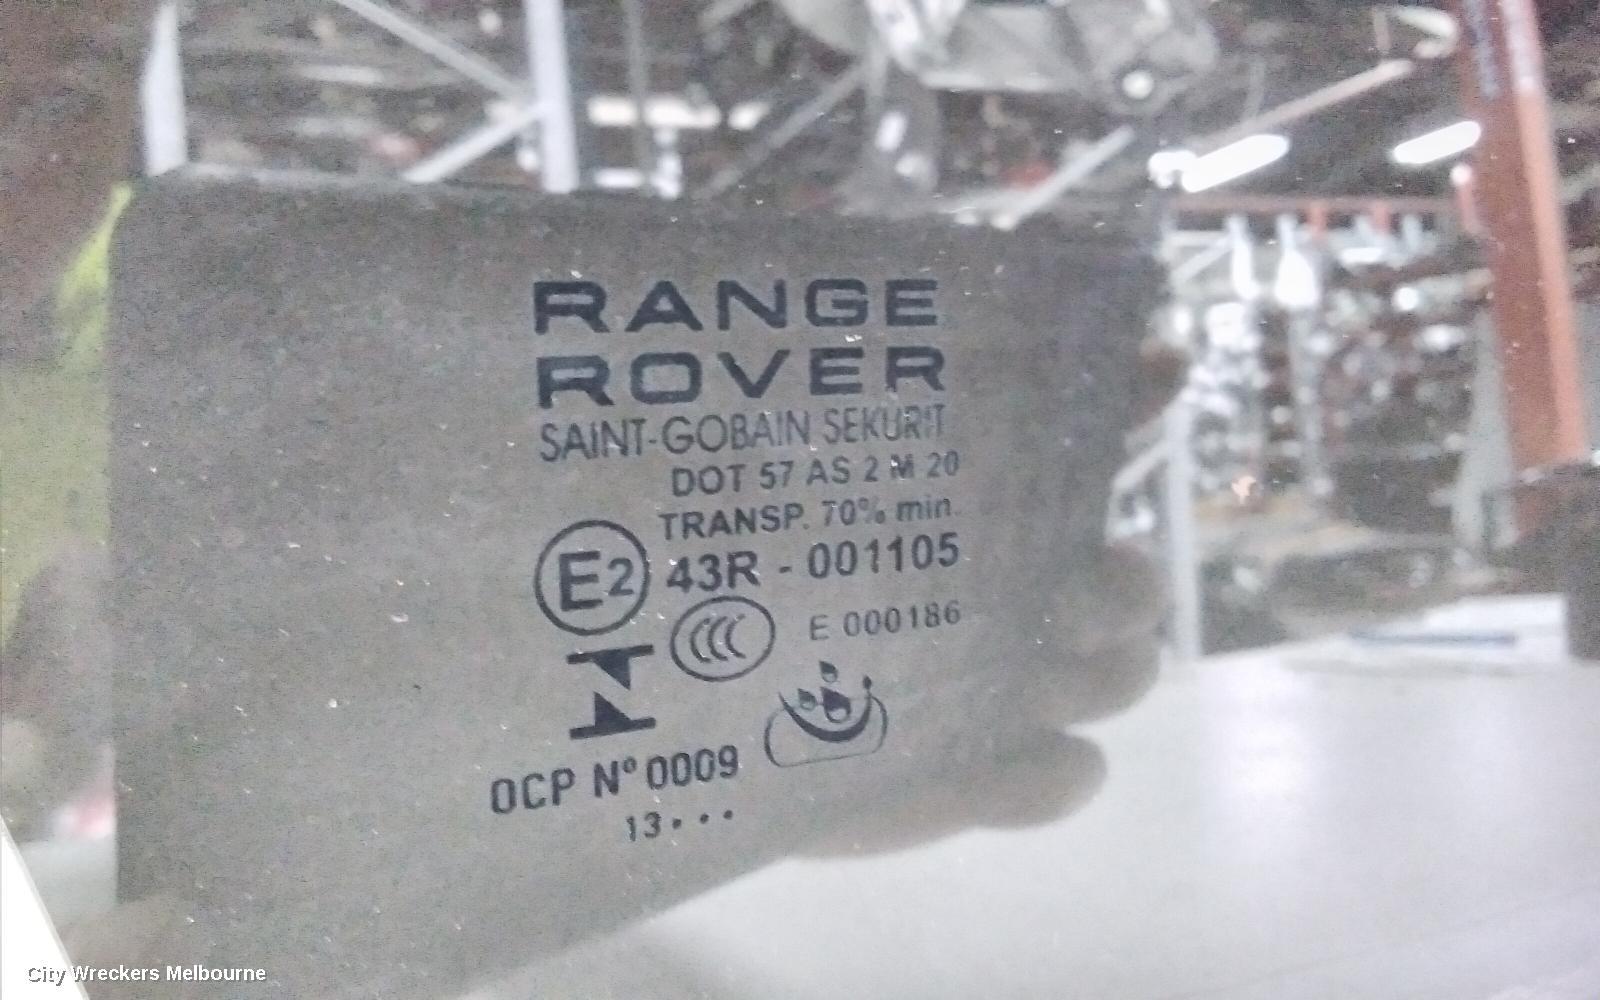 RANGE
ROVER
SAINT-GOBAIN SEKURIT
DOT 57 AS 2 M 20
TRANSP. 70% min.
E2 43R - 001105
CCC E 000186
OCP N° 0009
13•••
City Wreckers Melbourne